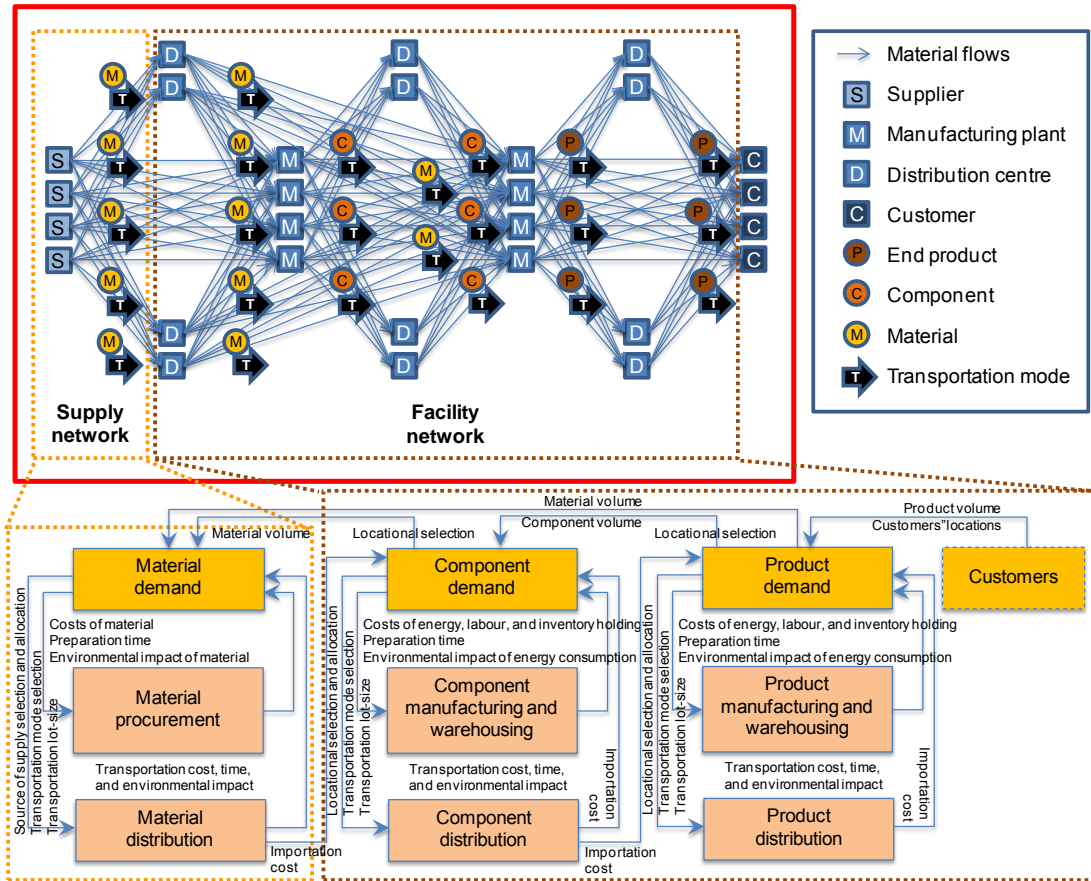 D
D
M
T
M
T
D
D
D
D
S
S
S
S
M
T
M
T
M
T
M
T
M
T
M
T
M
T
M
T
D
D
M
M
M
M
C
T
C
T
C
T
M
T
M
T
C
T
C
T
C
T
D
D
M
M
M
M
P
T
P
T
P
T
P
T
P
T
P
T
D
D
C
C
C
C
Supply
network
Facility
network
Material flows
S Supplier
M Manufacturing plant
D Distribution centre
C Customer
P End product
C Component
M Material
T Transportation mode
Material volume
Product volume
Material volume
Locational selection
Component volume
Locational selection
Customers"locations
Material
demand
Component
demand
Product
demand
Customers
Costs of material
Preparation time
Environmental impact of material
Costs of energy, labour, and inventory holding
Preparation time
Environmental impact of energy consumption
Costs of energy, labour, and inventory holding
Preparation time
Environmental impact of energy consumption
Source of supply selection and allocation
Transportation mode selection
Transportation lot-size
Locational selection and allocation
Transportation mode selection
Transportation lot-size
Locational selection and allocation
Transportation mode selection
Transportation lot-size
Material
procurement
Component
manufacturing and
warehousing
Product
manufacturing and
warehousing
Transportation cost, time,
and environmental impact
Transportation cost, time,
and environmental impact
Transportation cost, time,
and environmental impact
Importation
cost
Importation
cost
Material
distribution
Component
distribution
Product
distribution
Importation
cost
Importation
cost